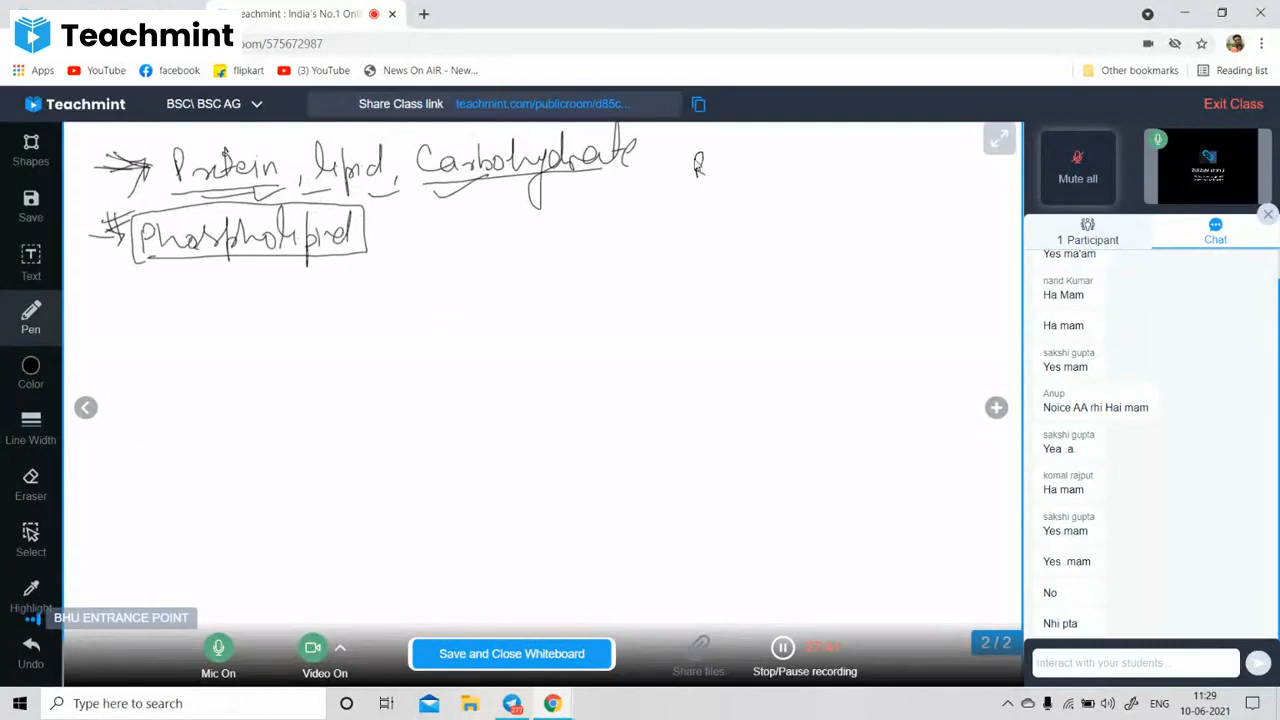 Teachmint
Teachmint : India's No.1 Onli
oom/575672987
Apps
YouTube
facebook
flipkart
(3) YouTube
News On AIR - New...
Other bookmarks
Reading list
Teachmint
BSC\ BSC AG
Share Class link
teachmint.com/publicroom/d85c...
Exit Class
Shapes
Save
Text
Pen
Color
Line Width
Eraser
Select
Highlight
Undo
Protein, lipid, Carbohydrate
Phospholipid
R
Mute all
1 Participant
Chat
Yes ma'am
nand Kumar
Ha Mam
Ha mam
sakshi gupta
Yes mam
Anup
Noice AA rhi Hai mam
sakshi gupta
Yea .a.
komal rajput
Ha mam
sakshi gupta
Yes mam
Yes .mam
No
Nhi pta
Interact with your students...
BHU ENTRANCE POINT
Mic On
Video On
Save and Close Whiteboard
Share files
27:41
Stop/Pause recording
2 / 2
Type here to search
ENG
11:29
10-06-2021